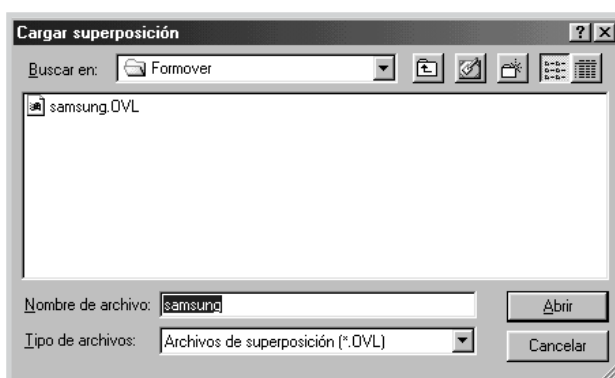 Cargar superposición
Buscar en: Formover
samsung.OVL
Nombre de archivo: samsung Abrir
Tipo de archivos: Archivos de superposición (*.OVL) Cancelar